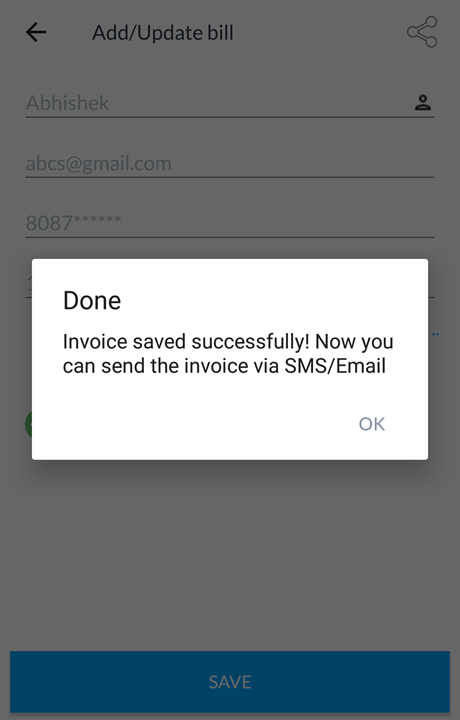 Add/Update bill
Abhishek
abcs@gmail.com
8087******
Done
Invoice saved successfully! Now you
can send the invoice via SMS/Email
OK
SAVE